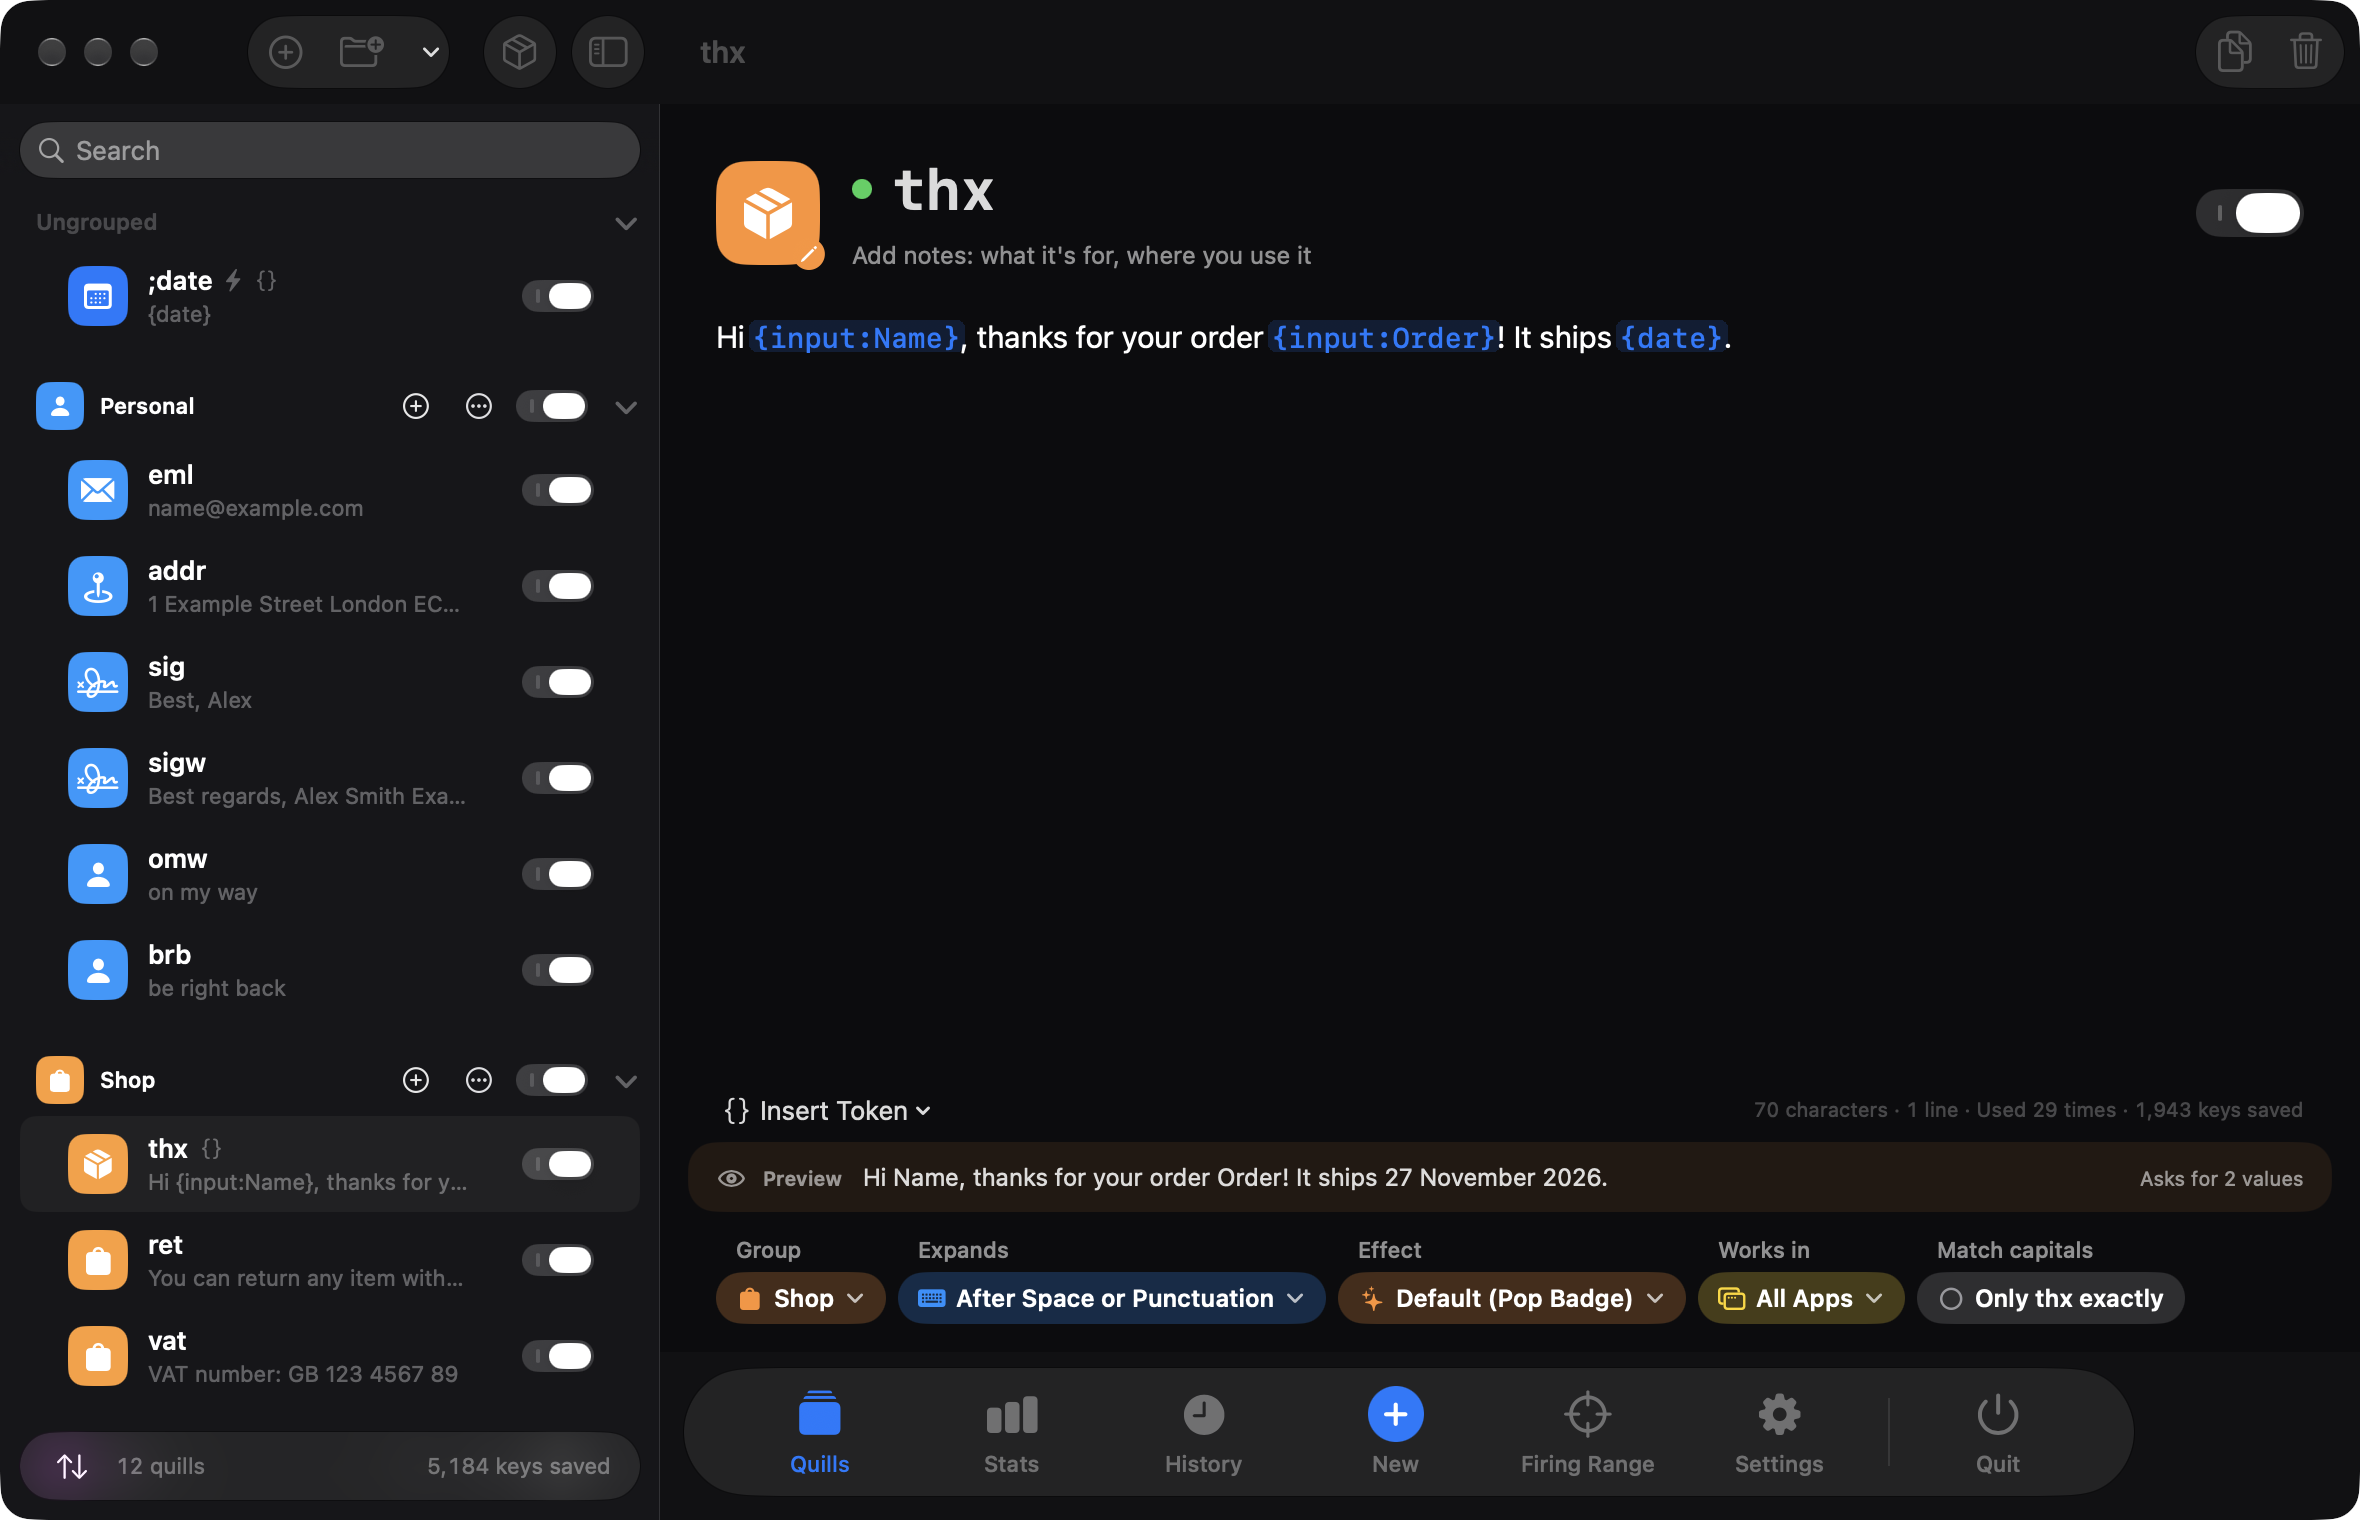 thx
Search
Ungrouped
;date {}
{date}
Personal
eml
name@example.com
addr
1 Example Street London EC...
sig
Best, Alex
sigw
Best regards, Alex Smith Exa...
omw
on my way
brb
be right back
Shop
thx {}
Hi {input:Name}, thanks for y...
ret
You can return any item with...
vat
VAT number: GB 123 4567 89
12 quills
5,184 keys saved
thx
Add notes: what it's for, where you use it
Hi {input:Name}, thanks for your order {input:Order}! It ships {date}.
{} Insert Token
70 characters · 1 line · Used 29 times · 1,943 keys saved
Preview Hi Name, thanks for your order Order! It ships 27 November 2026.
Asks for 2 values
Group Expands Effect Works in Match capitals
Shop After Space or Punctuation Default (Pop Badge) All Apps Only thx exactly
Quills Stats History New Firing Range Settings Quit